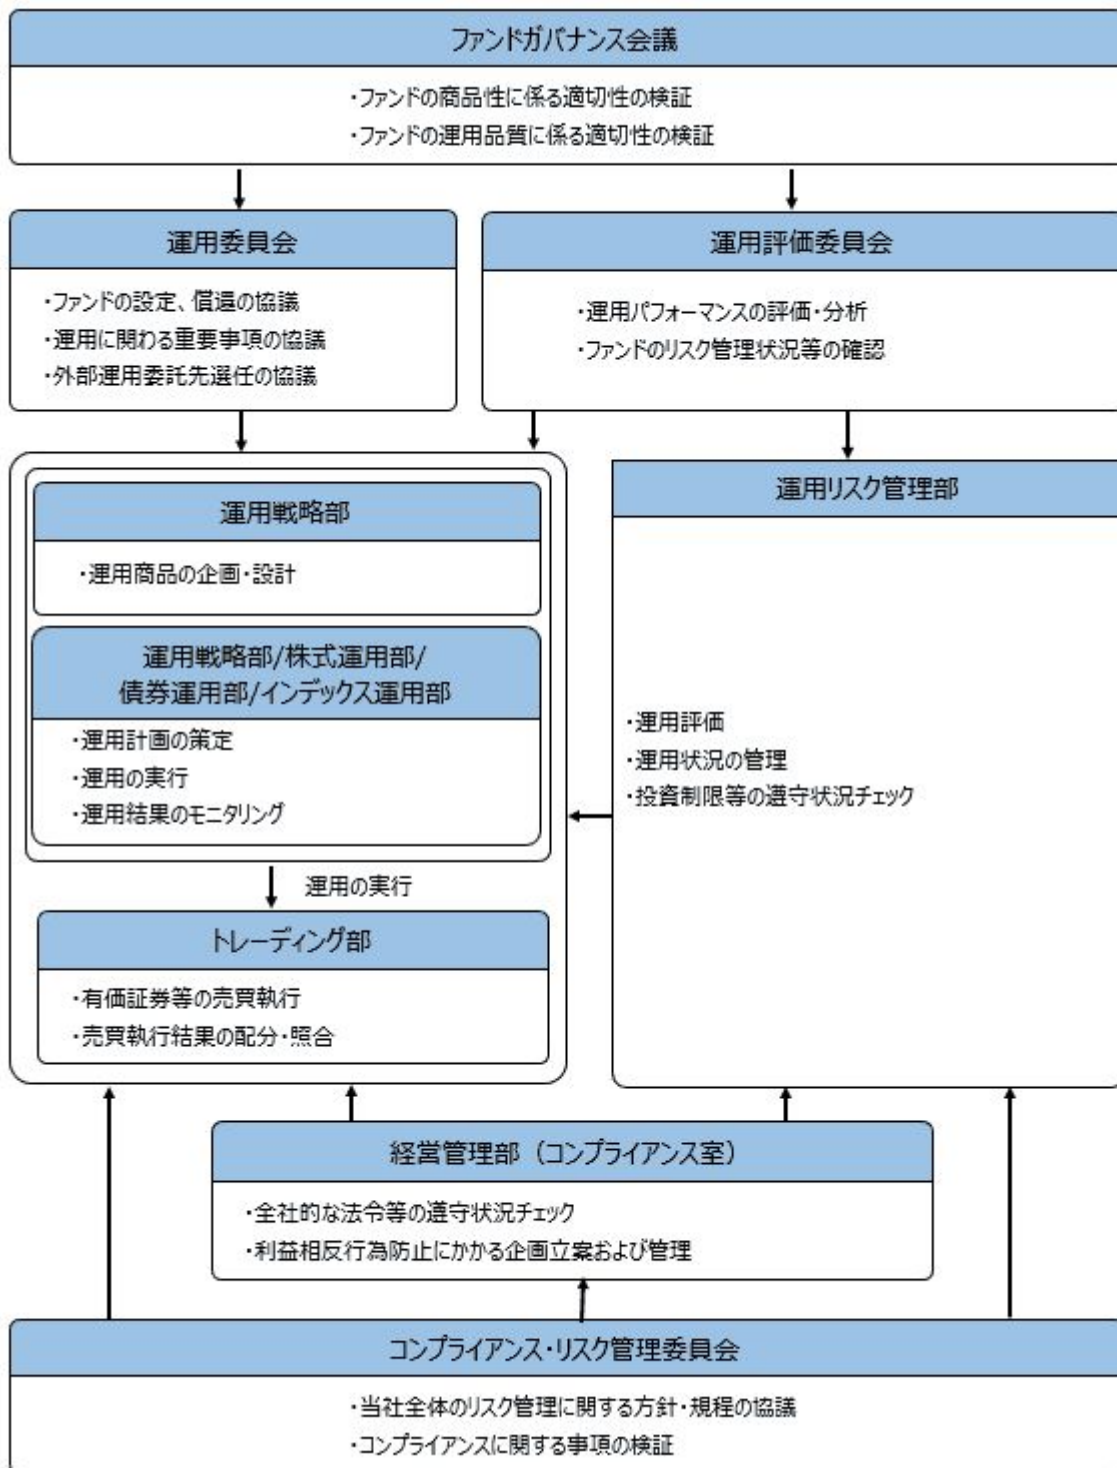 ファンドガバナンス会議
・ファンドの商品性に係る適切性の検証
・ファンドの運用品質に係る適切性の検証
運用委員会
・ファンドの設定、償還の協議
・運用に関わる重要事項の協議
・外部運用委託先選任の協議
運用評価委員会
・運用パフォーマンスの評価・分析
・ファンドのリスク管理状況等の確認
運用戦略部
・運用商品の企画・設計
運用戦略部/株式運用部/
債券運用部/インデックス運用部
・運用計画の策定
・運用の実行
・運用結果のモニタリング
運用の実行
トレーディング部
・有価証券等の売買執行
・売買執行結果の配分・照合
運用リスク管理部
・運用評価
・運用状況の管理
・投資制限等の遵守状況チェック
経営管理部（コンプライアンス室）
・全社的な法令等の遵守状況チェック
・利益相反行為防止にかかる企画立案および管理
コンプライアンス・リスク管理委員会
・当社全体のリスク管理に関する方針・規程の協議
・コンプライアンスに関する事項の検証